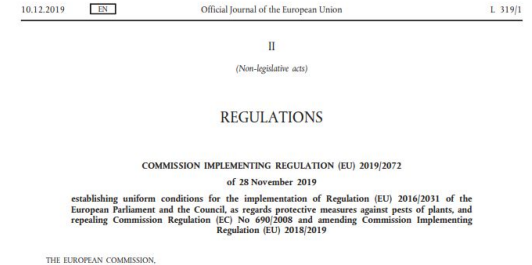 10.12.2019 EN Official Journal of the European Union L 319/1
II
(Non-legislative acts)
REGULATIONS
COMMISSION IMPLEMENTING REGULATION (EU) 2019/2072
of 28 November 2019
establishing uniform conditions for the implementation of Regulation (EU) 2016/2031 of the
European Parliament and the Council, as regards protective measures against pests of plants, and
repealing Commission Regulation (EC) No 690/2008 and amending Commission Implementing
Regulation (EU) 2018/2019
THE EUROPEAN COMMISSION,